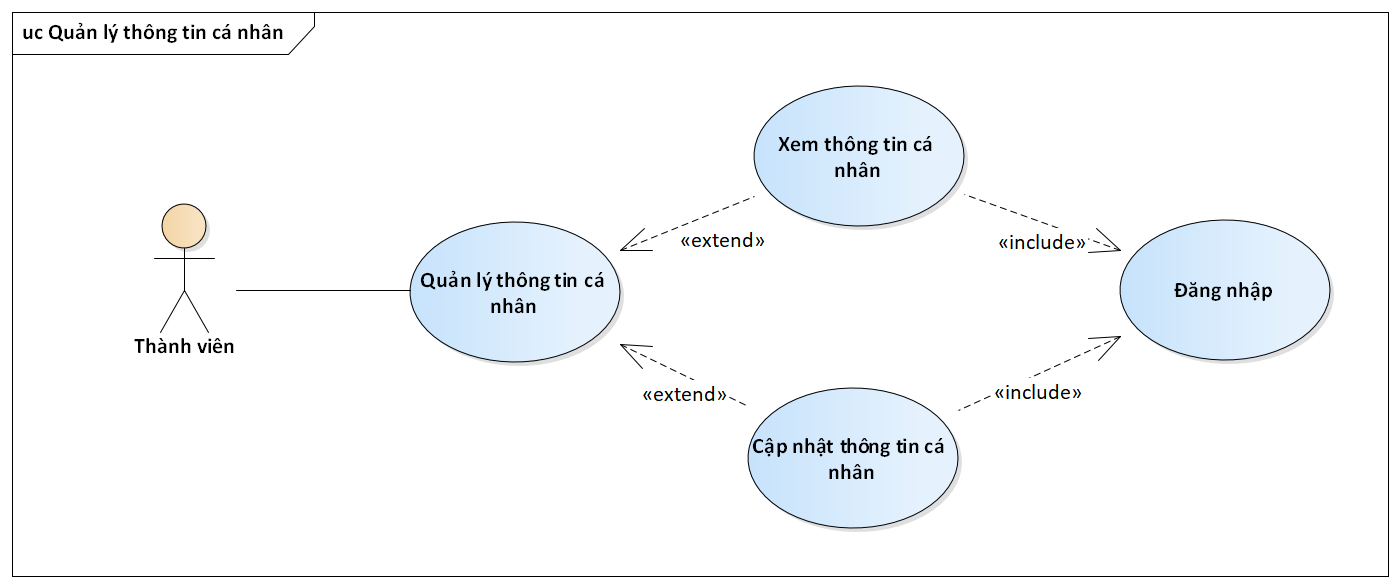 uc Quản lý thông tin cá nhân
Xem thông tin cá
nhân
«extend»
«include»
Quản lý thông tin cá
nhân
Đăng nhập
Thành viên
«extend»
«include»
Cập nhật thông tin cá
nhân